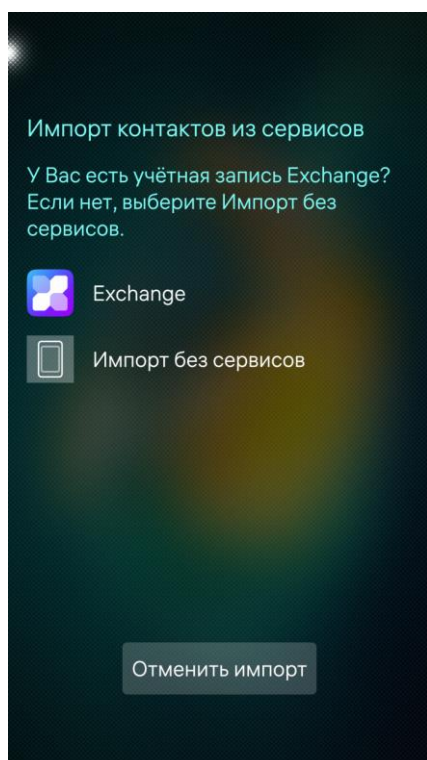 Импорт контактов из сервисов
У Вас есть учётная запись Exchange?
Если нет, выберите Импорт без
сервисов.
Exchange
Импорт без сервисов
Отменить импорт